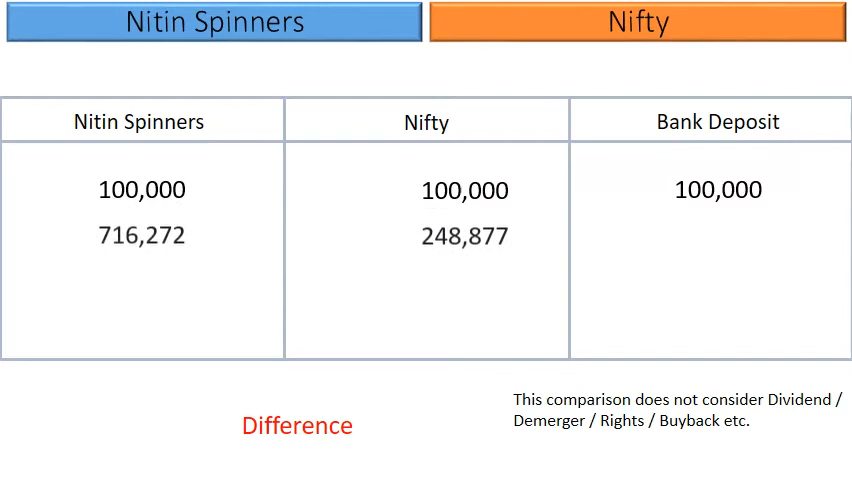 Nitin Spinners
Nifty
Nitin Spinners
Nifty
Bank Deposit
100,000
100,000
100,000
716,272
248,877
This comparison does not consider Dividend /
Demerger / Rights / Buyback etc.
Difference